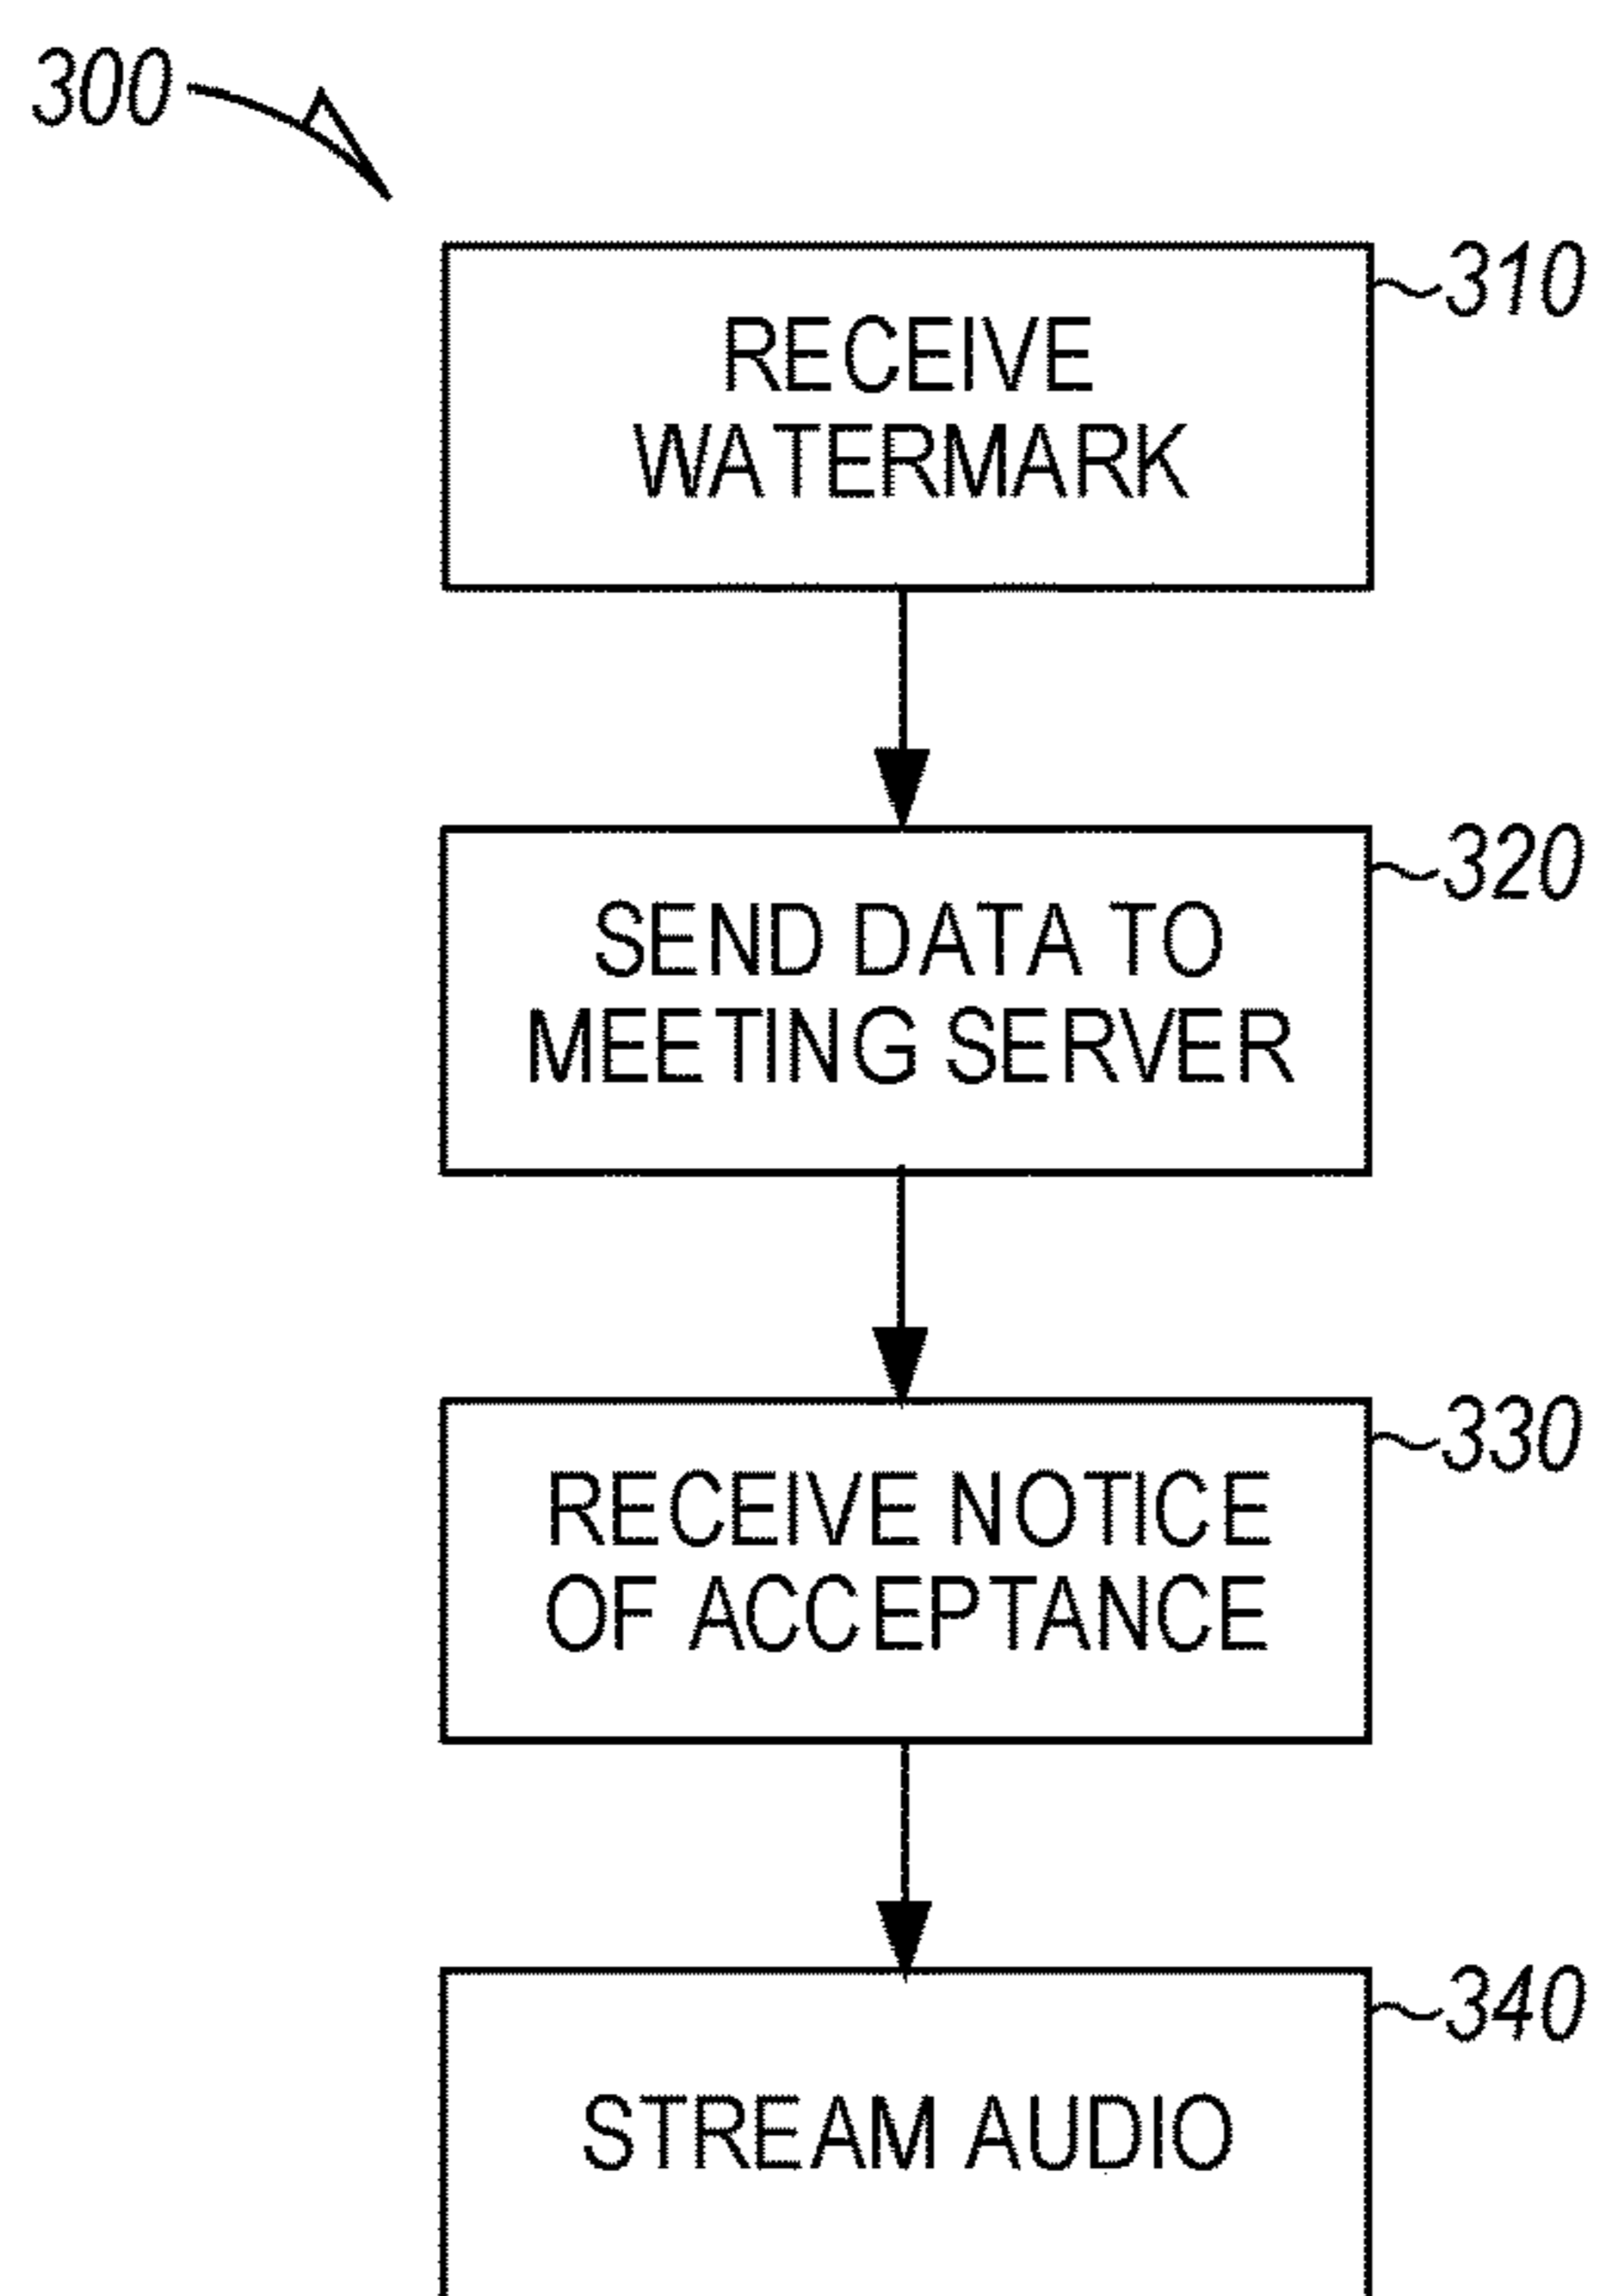 300
310
RECEIVE
WATERMARK
320
SEND DATA TO
MEETING SERVER
330
RECEIVE NOTICE
OF ACCEPTANCE
340
STREAM AUDIO